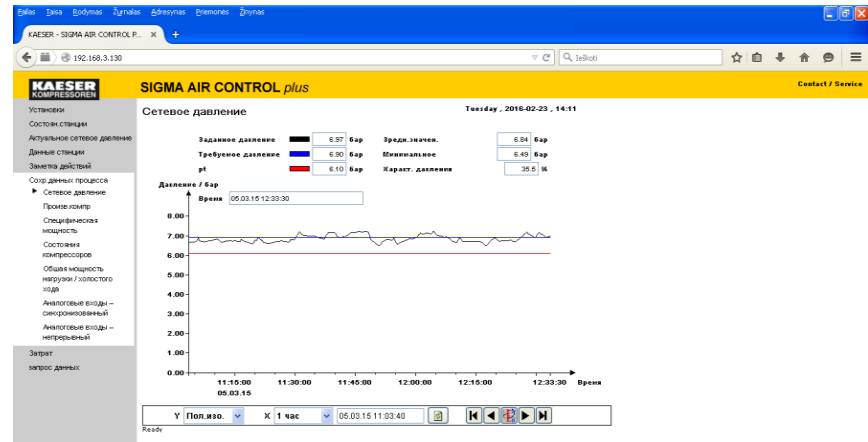 Failas Taisa Rodymas Žurnalas Adresynas Priemonės Žinynas
KAESER - SIGMA AIR CONTROL P... × +
192.168.3.130 Ieškoti
KAESER
KOMPRESSOREN
SIGMA AIR CONTROL plus
Contact / Service
Установки
Состоян.станции
Актуальное сетевое давление
Данные станции
Заметка действий
Сохр.данных процесса
Сетевое давление
Произв.компр
Специфическая
мощность
Состояния
компрессоров
Общая мощность
нагрузки / холостого
хода
Аналоговые входы –
синхронизованный
Аналоговые входы –
непрерывный
Затрат
запрос данных
Сетевое давление
Tuesday , 2016-02-23 , 14:11
Заданное давление 6.97 бар Средн.значен. 6.84 бар
Требуемое давление 6.90 бар Минимальное 6.49 бар
pt 6.10 бар Характ. давления 35.5 %
Давление / бар
Время 05.03.15 12:33:30
8.00
7.00
6.00
5.00
4.00
3.00
2.00
1.00
0.00
11:15:00 11:30:00 11:45:00 12:00:00 12:15:00 12:33:30 Время
05.03.15
Y Пол.изо. X 1 час 05.03.15 11:03:40
Ready